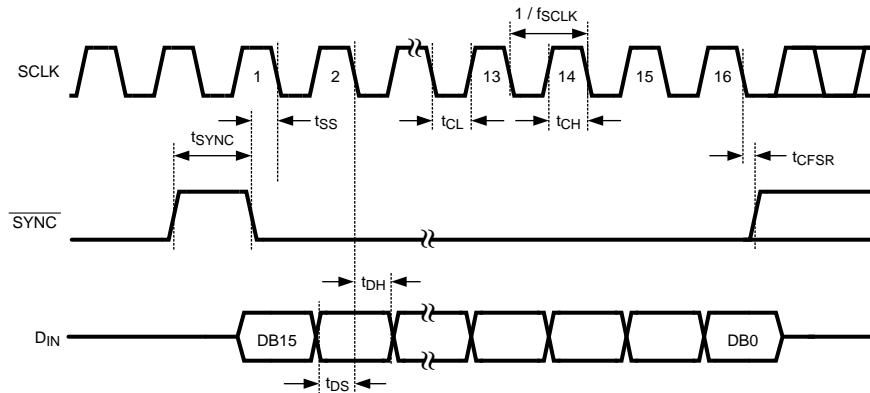 1 / fSCLK
SCLK 1 2 13 14 15 16
tSS tCL tCH
tSYNC tCFSR
SYNC
tDH
DIN DB15 DB0
tDS